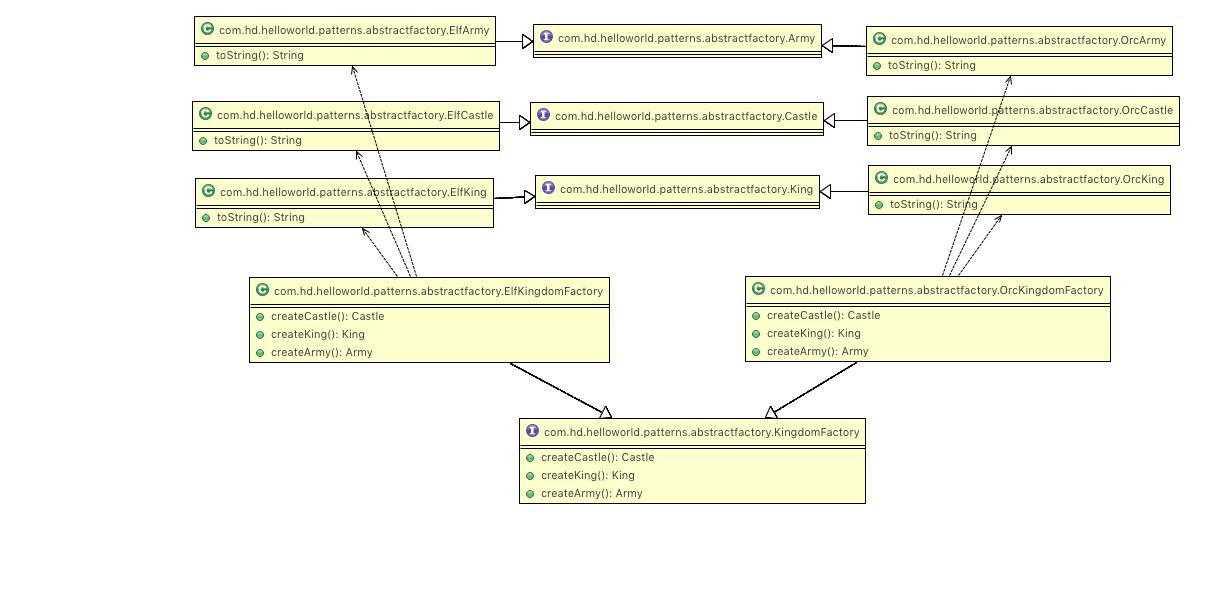 com.hd.helloworld.patterns.abstractfactory.ElfArmy
toString(): String
com.hd.helloworld.patterns.abstractfactory.Army
com.hd.helloworld.patterns.abstractfactory.OrcArmy
toString(): String
com.hd.helloworld.patterns.abstractfactory.ElfCastle
toString(): String
com.hd.helloworld.patterns.abstractfactory.Castle
com.hd.helloworld.patterns.abstractfactory.OrcCastle
toString(): String
com.hd.helloworld.patterns.abstractfactory.ElfKing
toString(): String
com.hd.helloworld.patterns.abstractfactory.King
com.hd.helloworld.patterns.abstractfactory.OrcKing
toString(): String
com.hd.helloworld.patterns.abstractfactory.ElfKingdomFactory
createCastle(): Castle
createKing(): King
createArmy(): Army
com.hd.helloworld.patterns.abstractfactory.OrcKingdomFactory
createCastle(): Castle
createKing(): King
createArmy(): Army
com.hd.helloworld.patterns.abstractfactory.KingdomFactory
createCastle(): Castle
createKing(): King
createArmy(): Army